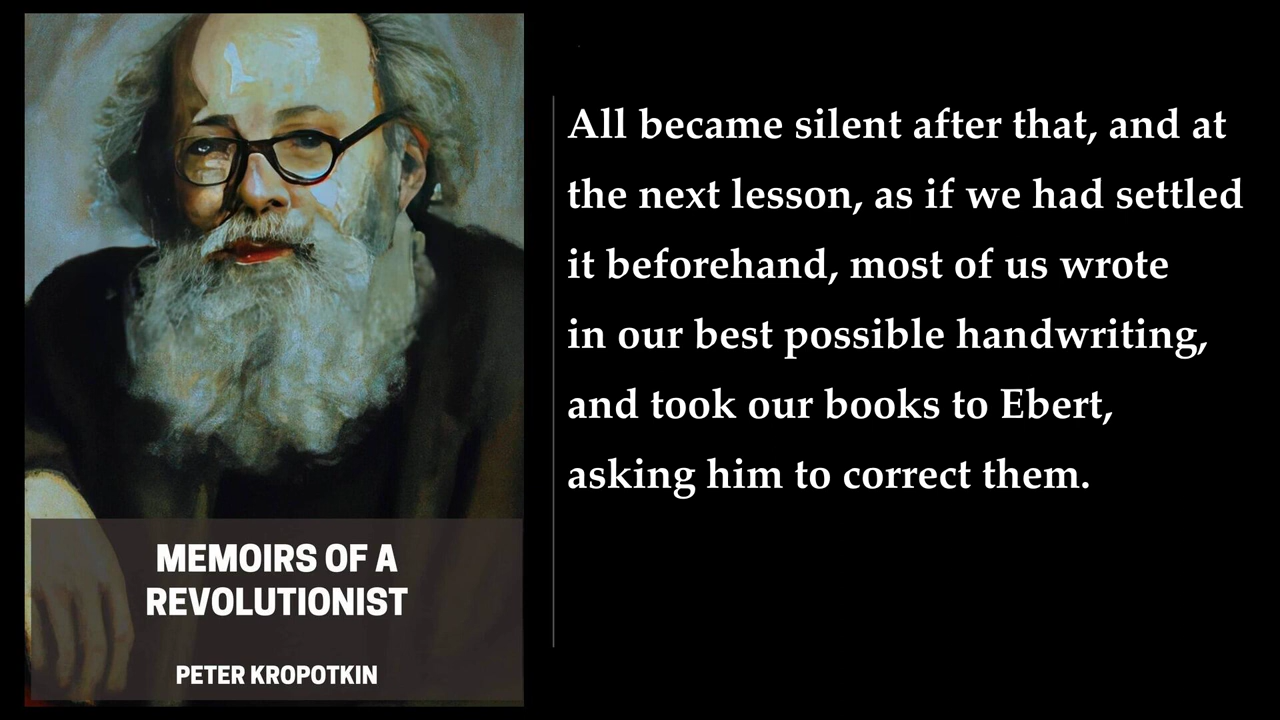 All became silent after that, and at
the next lesson, as if we had settled
it beforehand, most of us wrote
in our best possible handwriting,
and took our books to Ebert,
asking him to correct them.
MEMOIRS OF A
REVOLUTIONIST
PETER KROPOTKIN